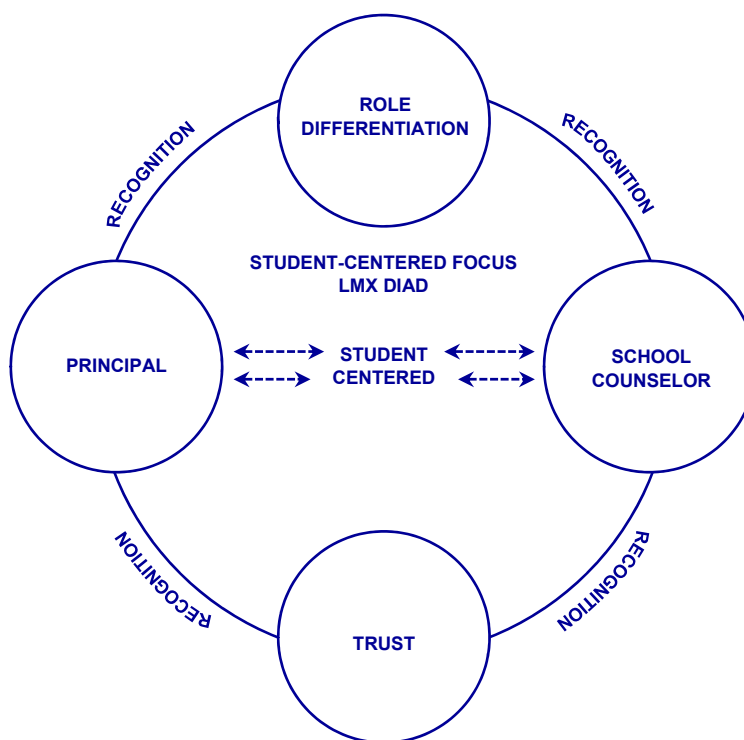 ROLE
DIFFERENTIATION
RECOGNITION
RECOGNITION
STUDENT-CENTERED FOCUS
LMX DIAD
PRINCIPAL
STUDENT
CENTERED
SCHOOL
COUNSELOR
RECOGNITION
RECOGNITION
TRUST